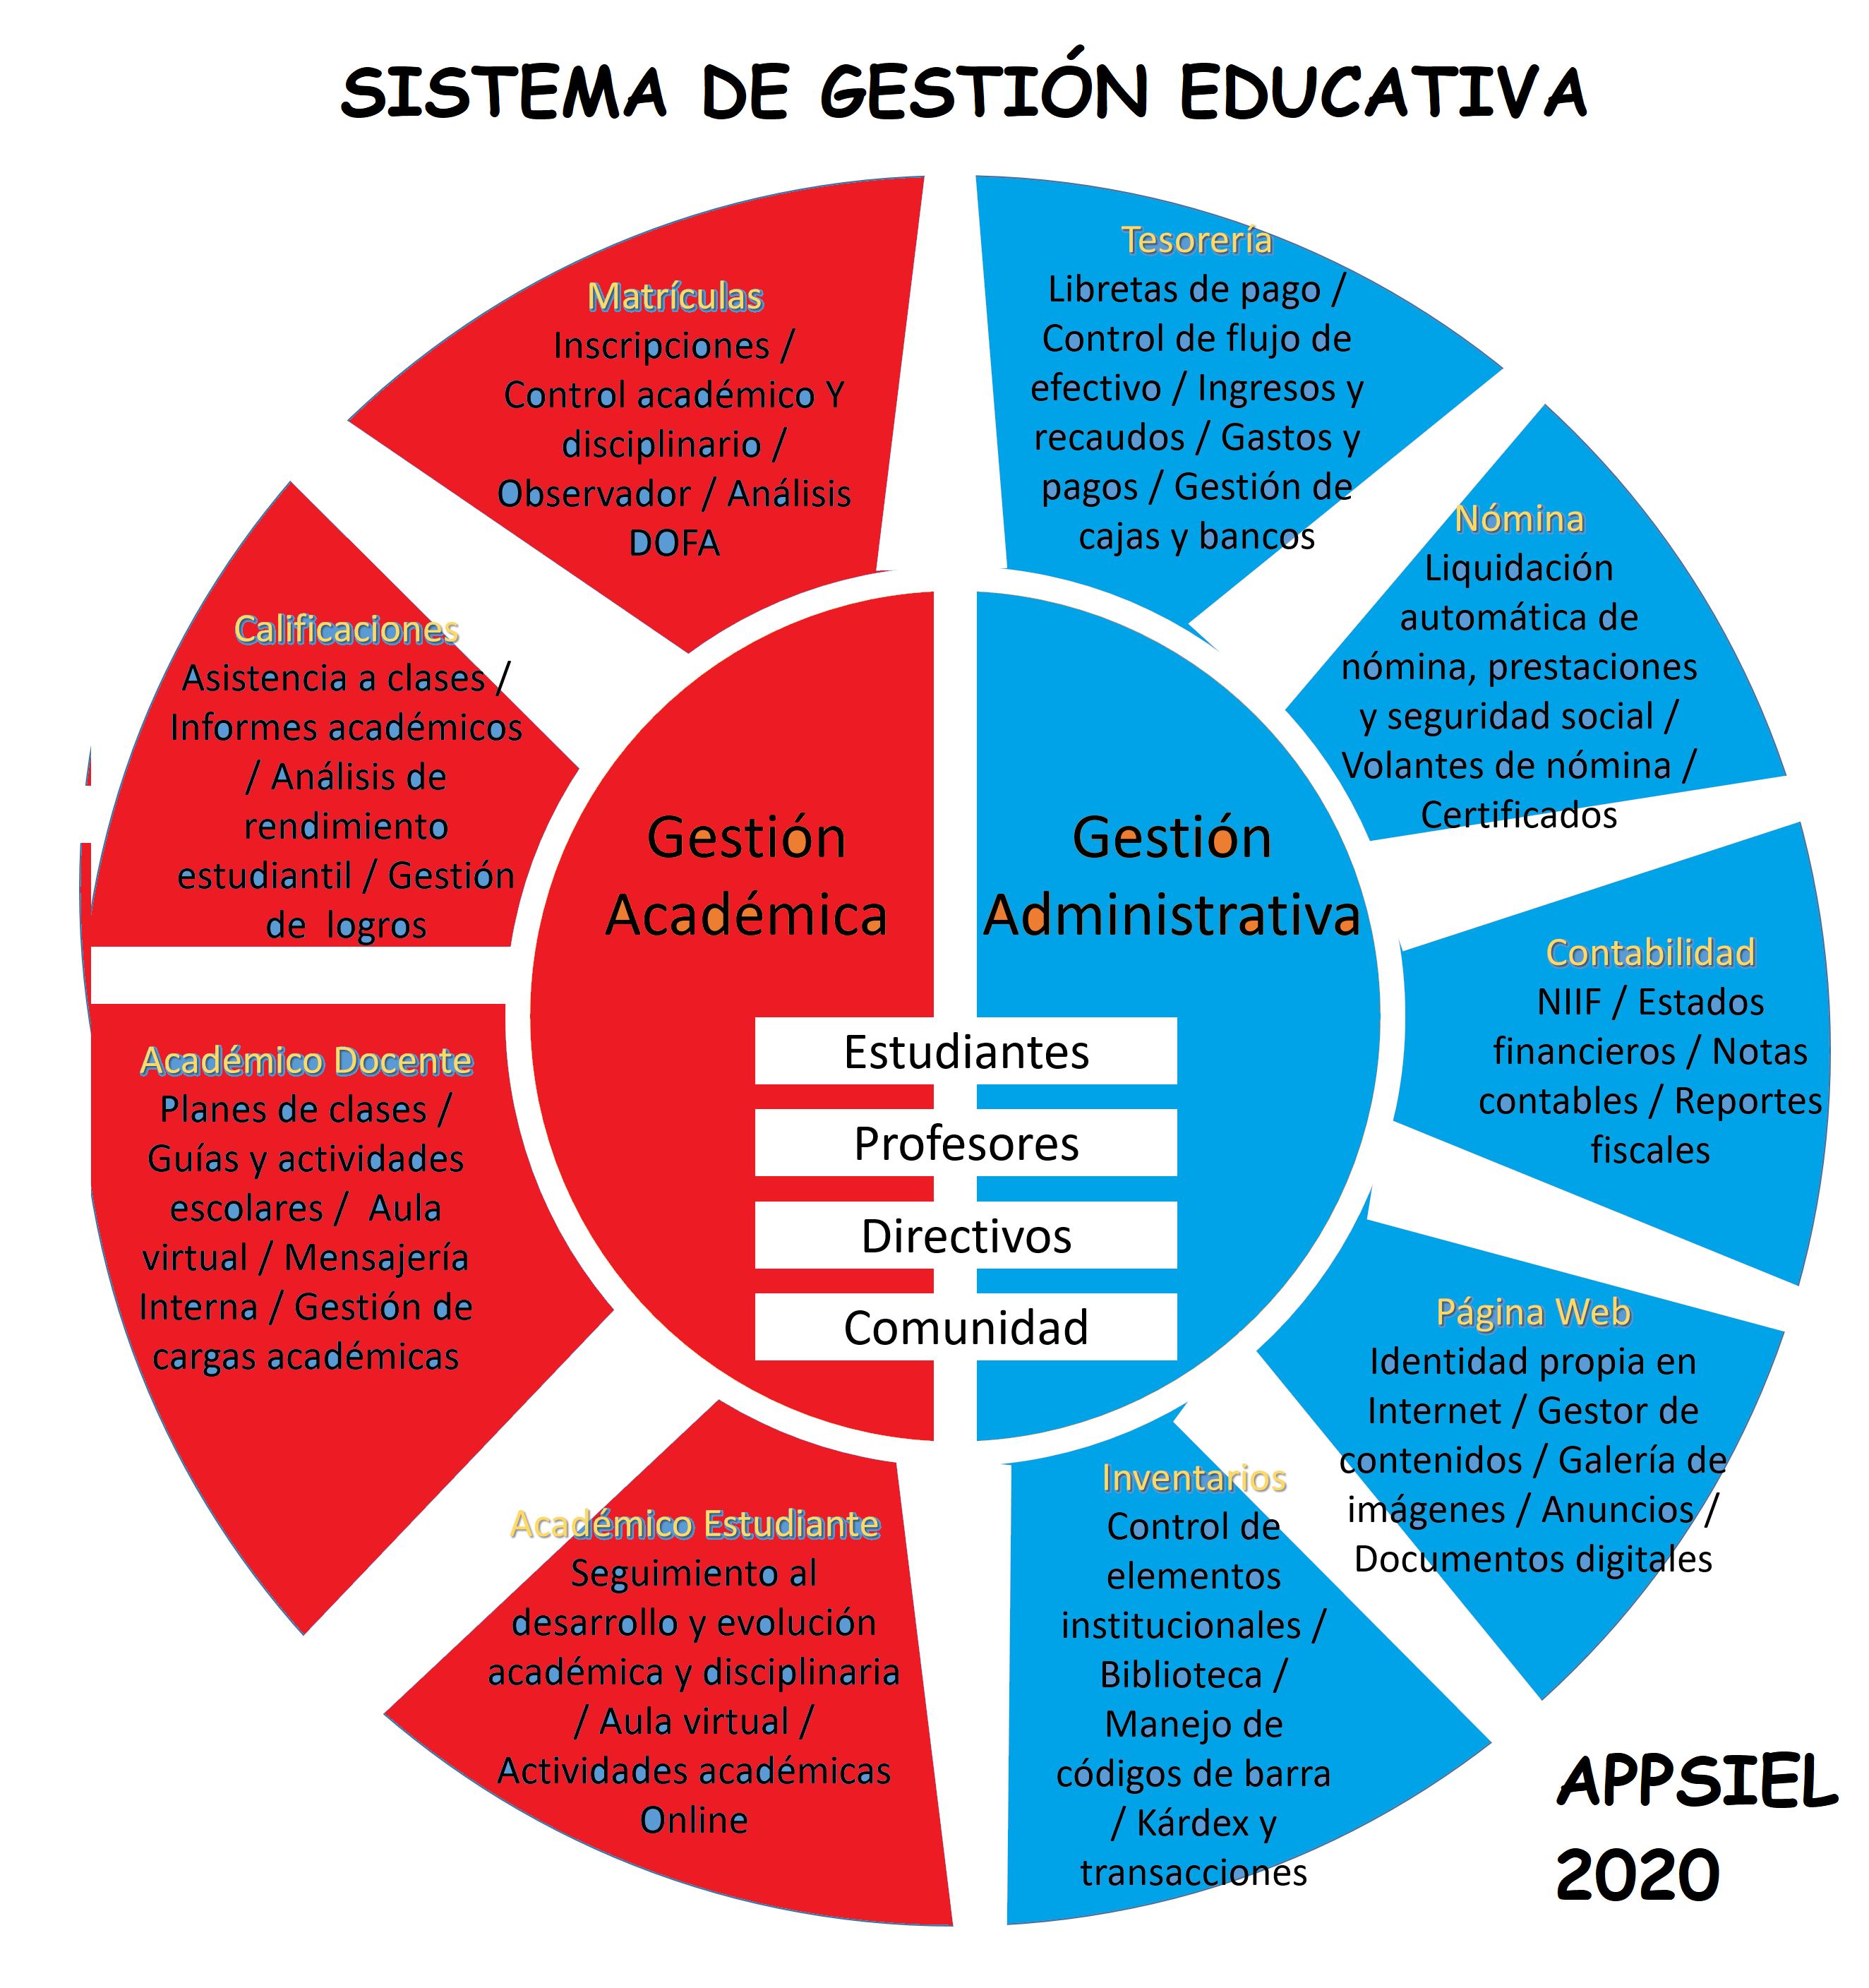 SISTEMA DE GESTIÓN EDUCATIVA
Matrículas
Inscripciones /
Control académico Y
disciplinario /
Observador / Análisis
DOFA
Tesorería
Libretas de pago /
Control de flujo de
efectivo / Ingresos y
recaudos / Gastos y
pagos / Gestión de
cajas y bancos
Nómina
Liquidación
automática de
nómina, prestaciones
y seguridad social /
Volantes de nómina /
Certificados
Calificaciones
Asistencia a clases /
Informes académicos
/ Análisis de
rendimiento
estudiantil / Gestión
de  logros
Gestión
Académica
Gestión
Administrativa
Contabilidad
NIIF / Estados
financieros / Notas
contables / Reportes
fiscales
Académico Docente
Planes de clases /
Guías y actividades
escolares /  Aula
virtual / Mensajería
Interna / Gestión de
cargas académicas
Estudiantes
Profesores
Directivos
Comunidad
Página Web
Identidad propia en
Internet / Gestor de
contenidos / Galería de
imágenes / Anuncios /
Documentos digitales
Académico Estudiante
Seguimiento al
desarrollo y evolución
académica y disciplinaria
/ Aula virtual /
Actividades académicas
Online
Inventarios
Control de
elementos
institucionales /
Biblioteca /
Manejo de
códigos de barra
/ Kárdex y
transacciones
APPSIEL
2020